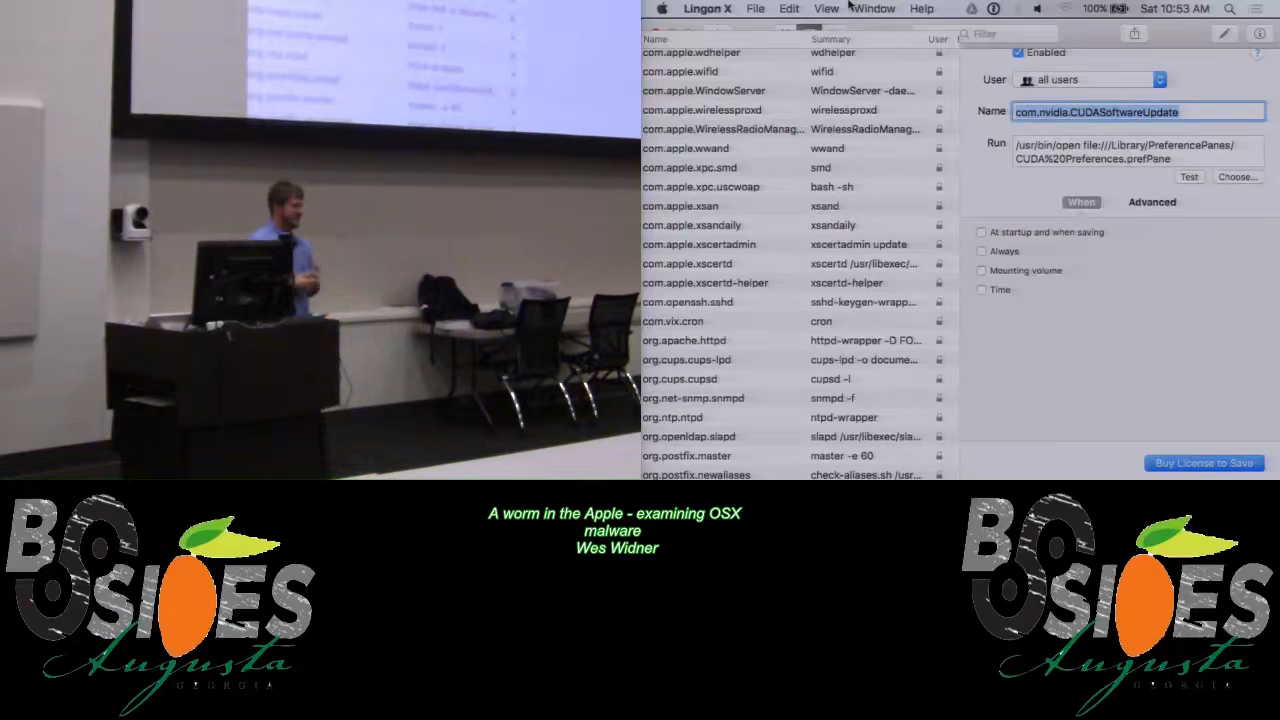 Lingon X File Edit View Window Help 100% Sat 10:53 AM
Name Summary User
Filter
com.apple.wdhelper wdhelper
com.apple.wifid wifid
com.apple.WindowServer WindowServer -dae...
com.apple.wirelessproxd wirelessproxd
com.apple.WirelessRadioManag... WirelessRadioManag...
com.apple.wwand wwand
com.apple.xpc.smd smd
com.apple.xpc.uscwoap bash -sh
com.apple.xsan xsand
com.apple.xsandaily xsandaily
com.apple.xscertadmin xscertadmin update
com.apple.xscertd xscertd /usr/libexec/...
com.apple.xscertd-helper xscertd-helper
com.openssh.sshd sshd-keygen-wrapp...
com.vix.cron cron
org.apache.httpd httpd-wrapper -D FO...
org.cups.cups-lpd cups-lpd -o docume...
org.cups.cupsd cupsd -l
org.net-snmp.snmpd snmpd -f
org.ntp.ntpd ntpd-wrapper
org.openldap.slapd slapd /usr/libexec/sla...
org.postfix.master master -e 60
org.postfix.newaliases check-aliases.sh /usr...
Enabled ?
User all users
Name com.nvidia.CUDASoftwareUpdate
Run /usr/bin/open file:///Library/PreferencePanes/
CUDA%20Preferences.prefPane
Test Choose...
When Advanced
At startup and when saving
Always
Mounting volume
Time
Buy License to Save
A worm in the Apple - examining OSX
malware
Wes Widner
BSIDES
Augusta
GEORGIA
BSIDES
Augusta
GEORGIA